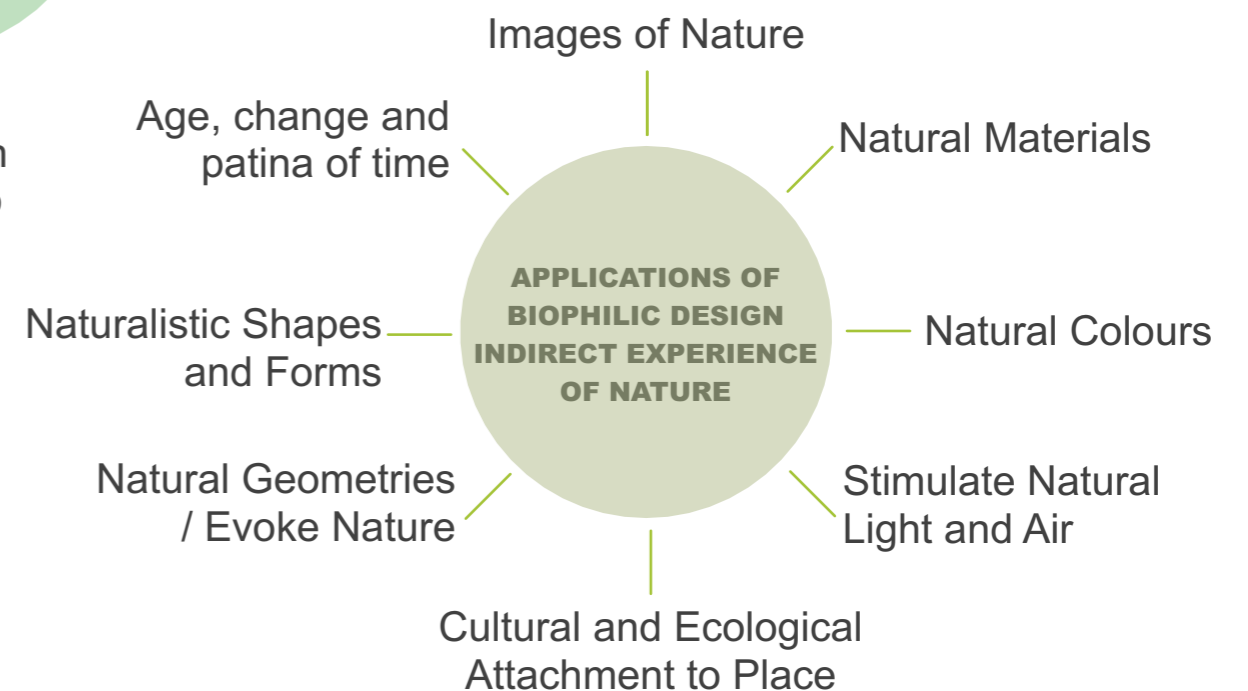 Images of Nature
Natural Materials
Natural Colours
Stimulate Natural
Light and Air
Cultural and Ecological
Attachment to Place
Natural Geometries
/ Evoke Nature
Naturalistic Shapes
and Forms
Age, change and
patina of time
APPLICATIONS OF
BIOPHILIC DESIGN
INDIRECT EXPERIENCE
OF NATURE